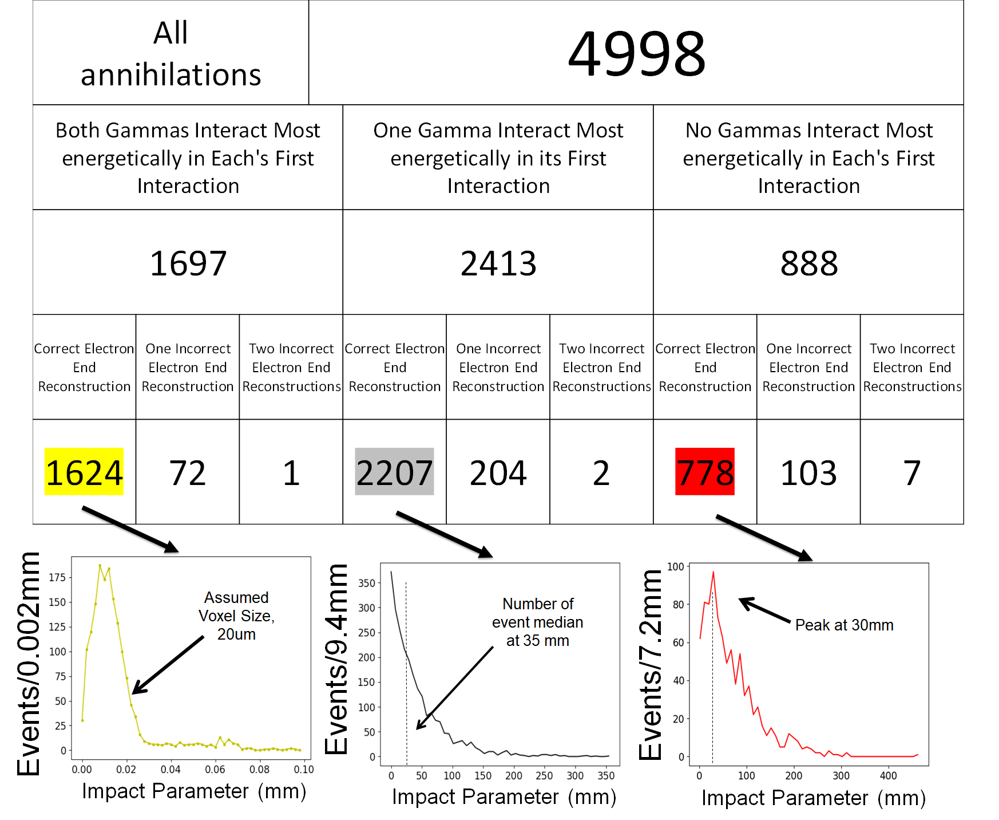 All
annihilations
4998
Both Gammas Interact Most
energetically in Each's First
Interaction
One Gamma Interact Most
energetically in its First
Interaction
No Gammas Interact Most
energetically in Each's First
Interaction
1697
2413
888
Correct Electron
End
Reconstruction
One Incorrect
Electron End
Reconstruction
Two Incorrect
Electron End
Reconstructions
Correct Electron
End
Reconstruction
One Incorrect
Electron End
Reconstruction
Two Incorrect
Electron End
Reconstructions
Correct Electron
End
Reconstruction
One Incorrect
Electron End
Reconstruction
Two Incorrect
Electron End
Reconstructions
1624
72
1
2207
204
2
778
103
7
Events/0.002mm
175
150
125
100
75
50
25
0
Assumed
Voxel Size,
20um
0.00
0.02
0.04
0.06
0.08
0.10
Impact Parameter (mm)
Events/9.4mm
350
300
250
200
150
100
50
0
Number of
event median
at 35 mm
0
50
100
150
200
250
300
350
Impact Parameter (mm)
Events/7.2mm
100
80
60
40
20
0
Peak at 30mm
0
100
200
300
400
Impact Parameter (mm)